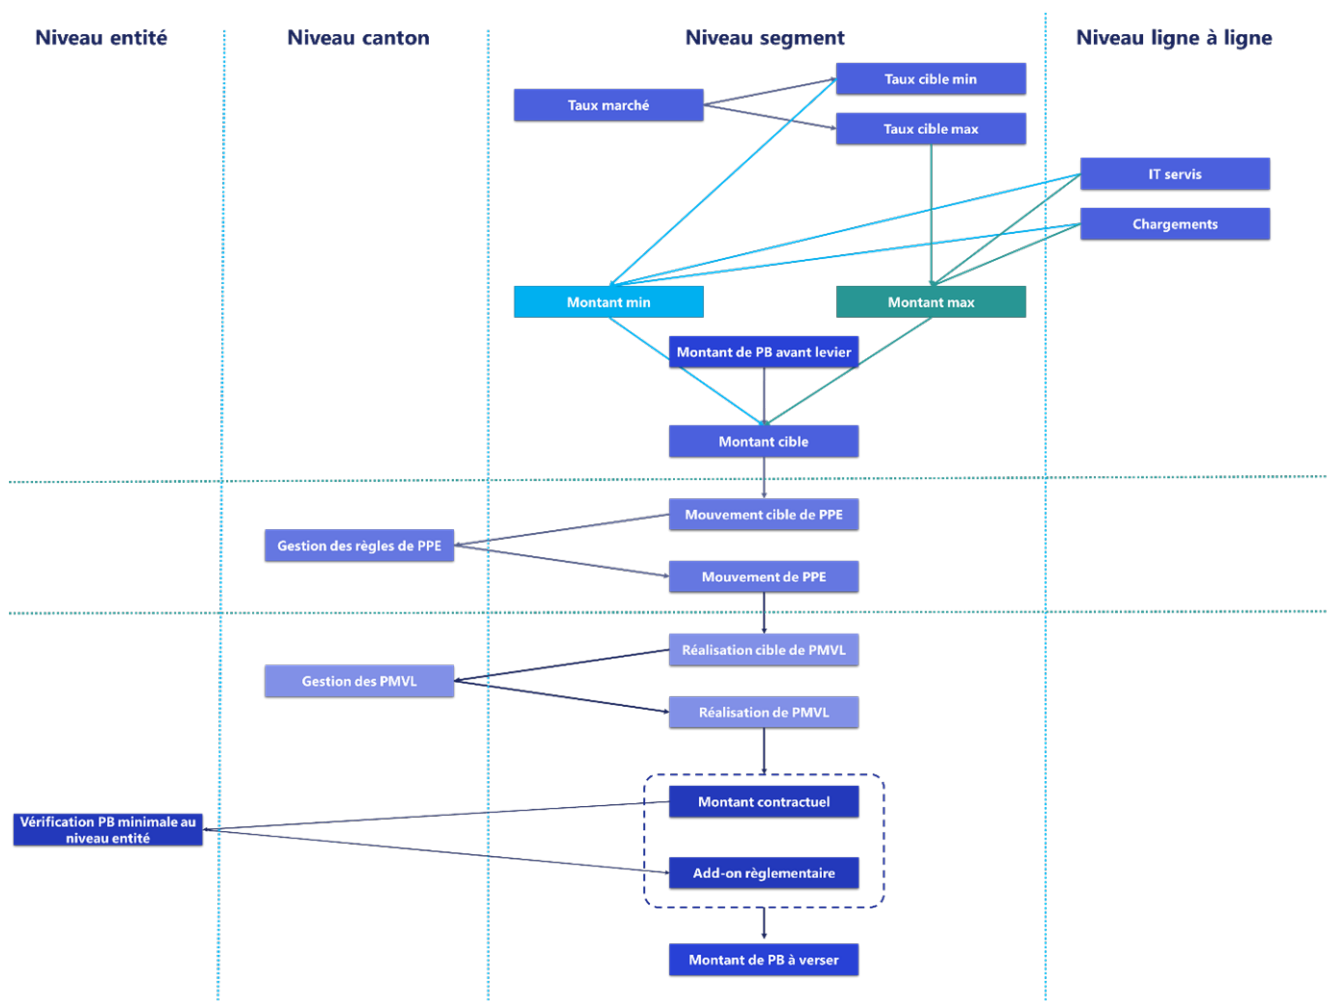 Niveau entité
Niveau canton
Niveau segment
Niveau ligne à ligne
Taux cible min
Taux marché
Taux cible max
IT servis
Chargements
Montant min
Montant max
Montant de PB avant levier
Montant cible
Mouvement cible de PPE
Gestion des règles de PPE
Mouvement de PPE
Réalisation cible de PMVL
Gestion des PMVL
Réalisation de PMVL
Montant contractuel
Vérification PB minimale au
niveau entité
Add-on règlementaire
Montant de PB à verser